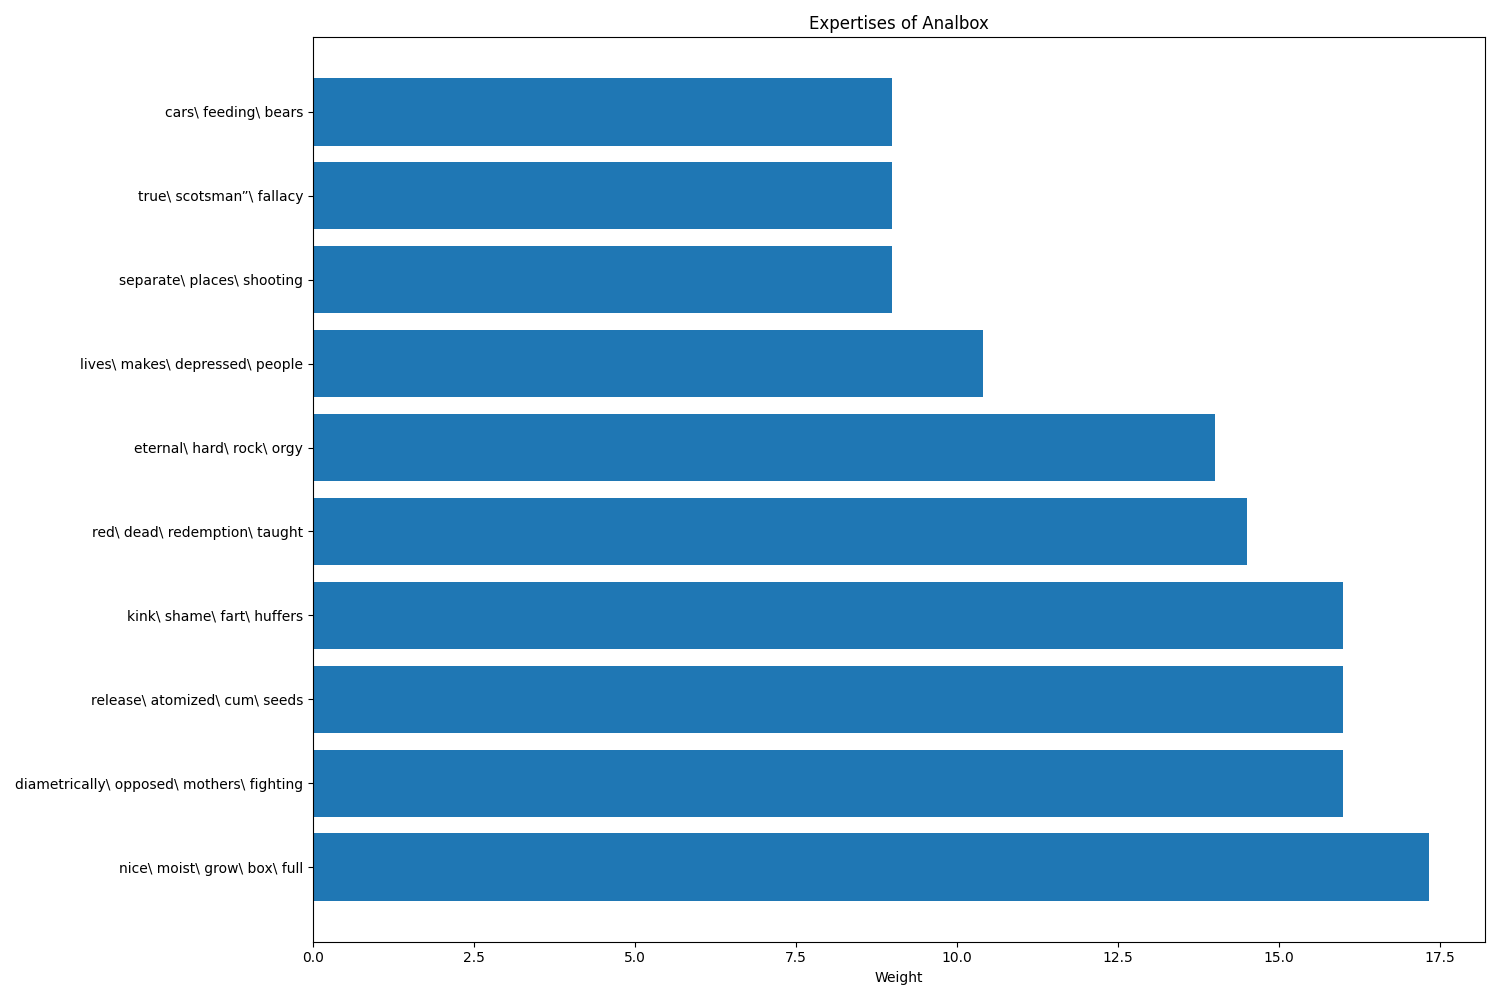 Expertises of Analbox
cars\ feeding\ bears
true\ scotsman”\ fallacy
separate\ places\ shooting
lives\ makes\ depressed\ people
eternal\ hard\ rock\ orgy
red\ dead\ redemption\ taught
kink\ shame\ fart\ huffers
release\ atomized\ cum\ seeds
diametrically\ opposed\ mothers\ fighting
nice\ moist\ grow\ box\ full
0.0 2.5 5.0 7.5 10.0 12.5 15.0 17.5
Weight